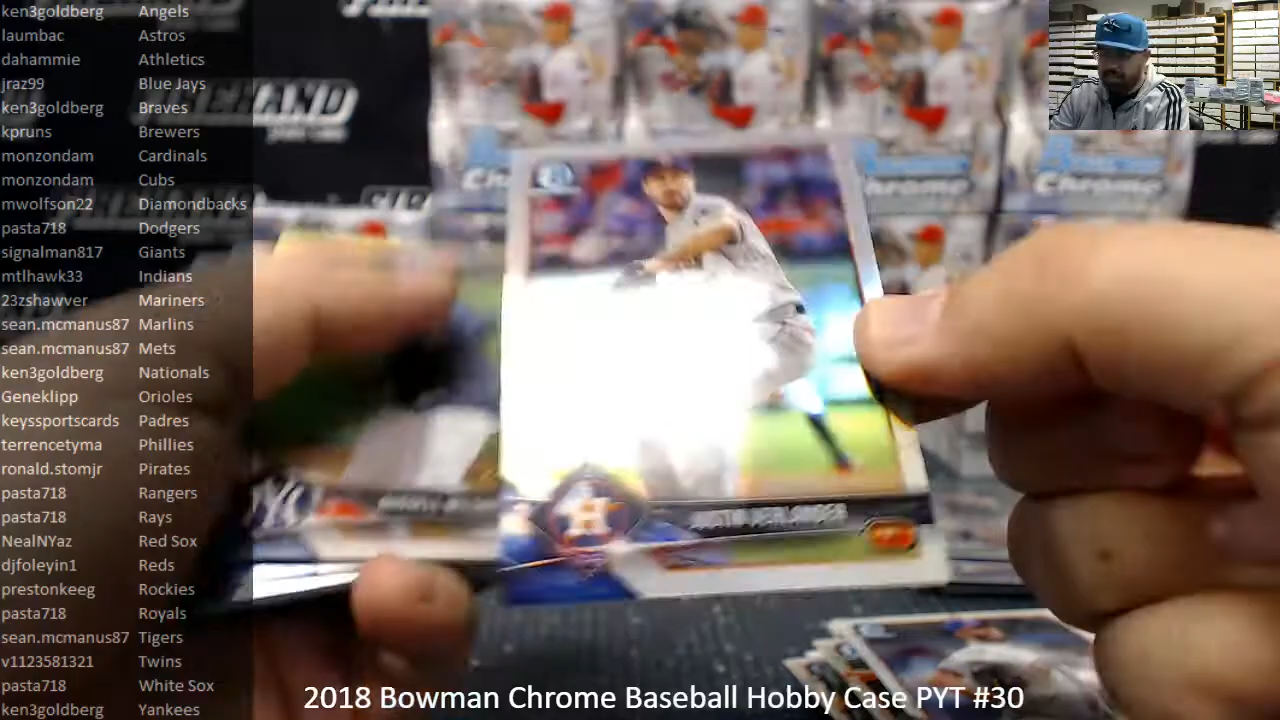 ken3goldberg Angels
laumbac Astros
dahammie Athletics
jraz99 Blue Jays
ken3goldberg Braves
kpruns Brewers
monzondam Cardinals
monzondam Cubs
mwolfson22 Diamondbacks
pasta718 Dodgers
signalman817 Giants
mtlhawk33 Indians
23zshawver Mariners
sean.mcmanus87 Marlins
sean.mcmanus87 Mets
ken3goldberg Nationals
Geneklipp Orioles
keyssportscards Padres
terrencetyma Phillies
ronald.stomjr Pirates
pasta718 Rangers
pasta718 Rays
NealNYaz Red Sox
djfoleyin1 Reds
prestonkeeg Rockies
pasta718 Royals
sean.mcmanus87 Tigers
v1123581321 Twins
pasta718 White Sox
ken3goldberg Yankees
Bowman
Chrome
Bowman
Chrome
JUSTIN VERLANDER
H
2018 Bowman Chrome Baseball Hobby Case PYT #30